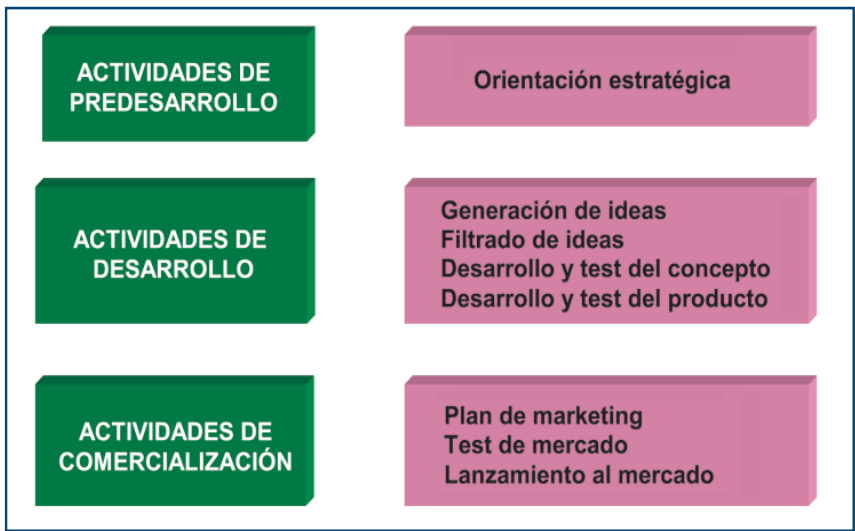 ACTIVIDADES DE
PREDESARROLLO
Orientación estratégica
ACTIVIDADES DE
DESARROLLO
Generación de ideas
Filtrado de ideas
Desarrollo y test del concepto
Desarrollo y test del producto
ACTIVIDADES DE
COMERCIALIZACIÓN
Plan de marketing
Test de mercado
Lanzamiento al mercado